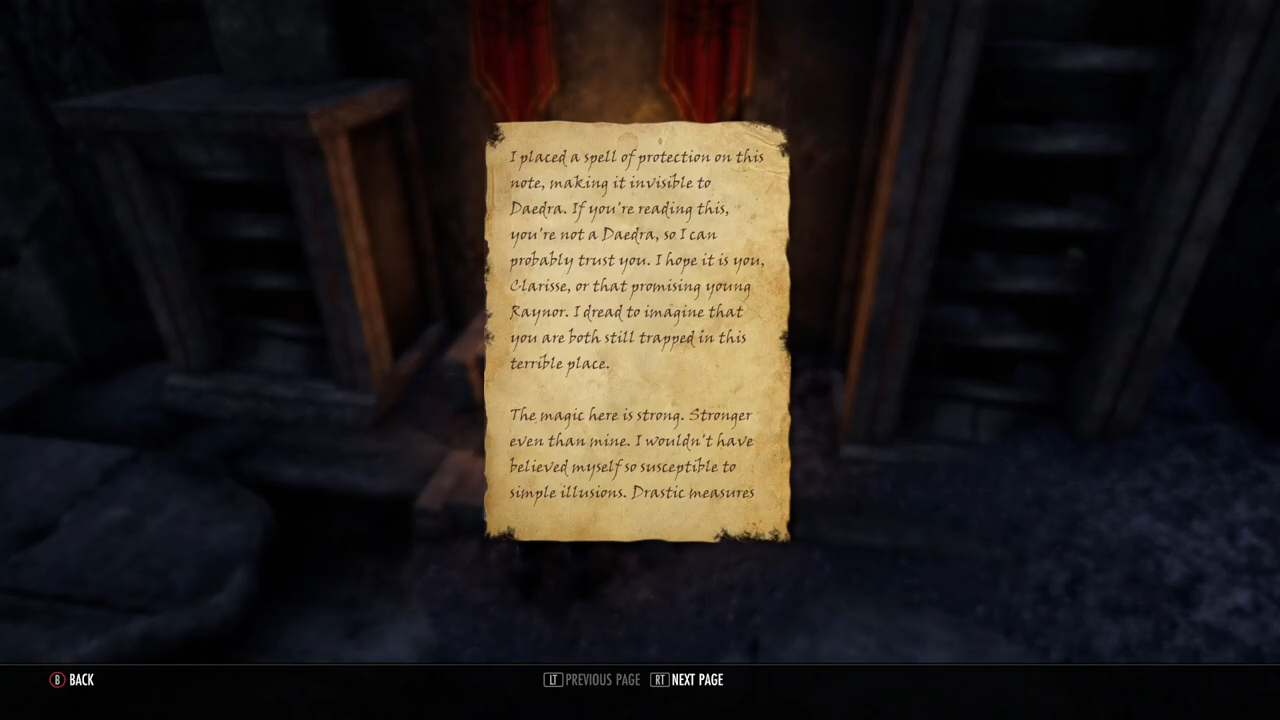 I placed a spell of protection on this
note, making it invisible to
Daedra. If you're reading this,
you're not a Daedra, so I can
probably trust you. I hope it is you,
Clarisse, or that promising young
Raynor. I dread to imagine that
you are both still trapped in this
terrible place.
The magic here is strong. Stronger
even than mine. I wouldn't have
believed myself so susceptible to
simple illusions. Drastic measures
B BACK
LT PREVIOUS PAGE RT NEXT PAGE